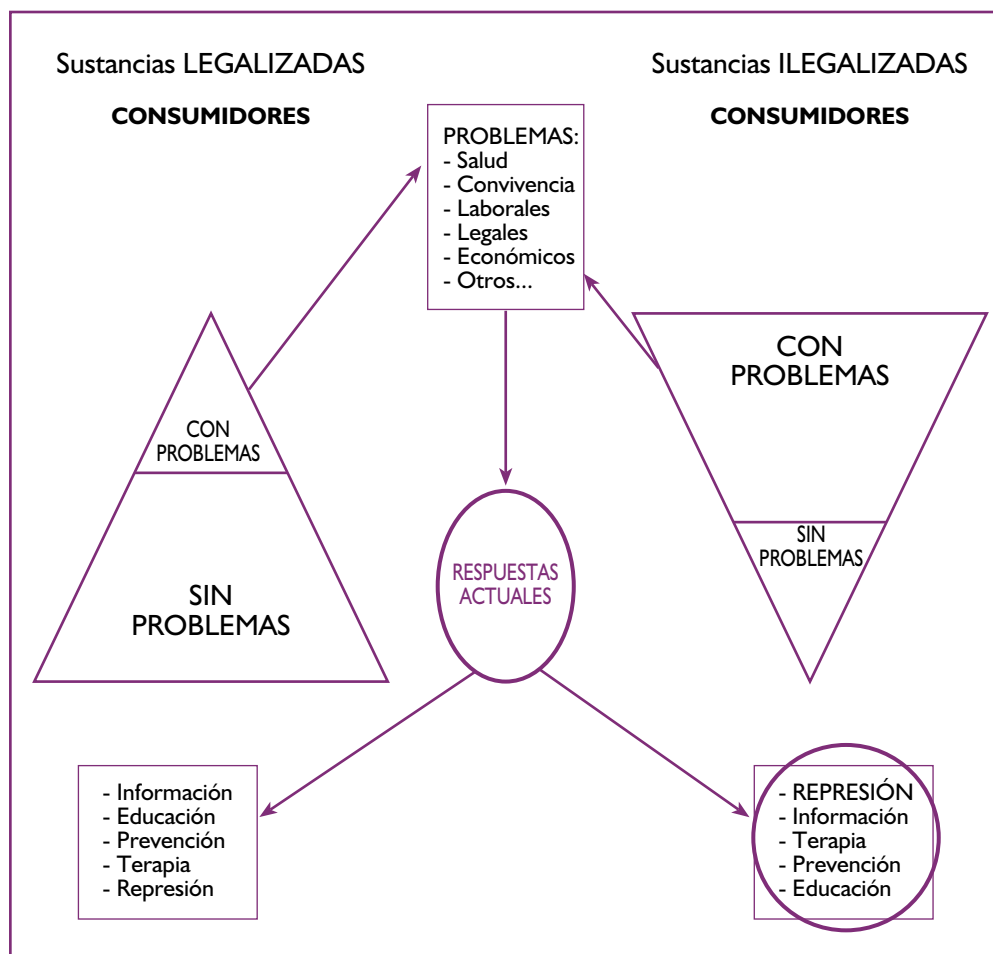 Sustancias LEGALIZADAS
CONSUMIDORES
Sustancias ILEGALIZADAS
CONSUMIDORES
PROBLEMAS:
- Salud
- Convivencia
- Laborales
- Legales
- Económicos
- Otros...
CON
PROBLEMAS
SIN
PROBLEMAS
CON
PROBLEMAS
SIN
PROBLEMAS
RESPUESTAS
ACTUALES
- Información
- Educación
- Prevención
- Terapia
- Represión
- REPRESIÓN
- Información
- Terapia
- Prevención
- Educación